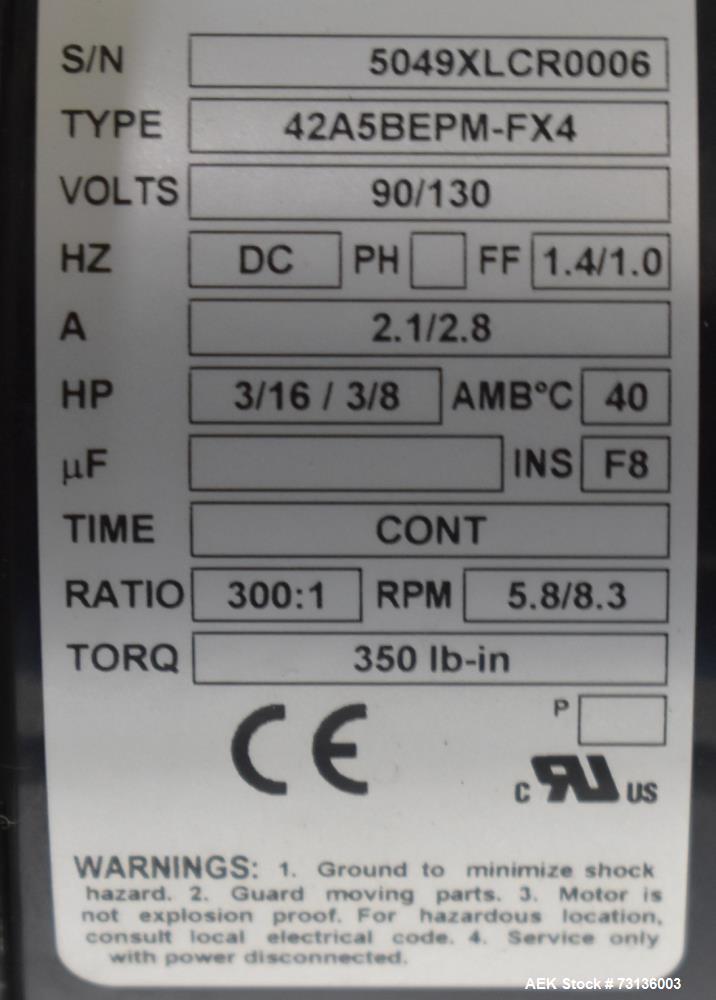 S/N 5049XLCR0006
TYPE 42A5BEPM-FX4
VOLTS 90/130
HZ DC PH FF 1.4/1.0
A 2.1/2.8
HP 3/16 / 3/8 AMB°C 40
µF INS F8
TIME CONT
RATIO 300:1 RPM 5.8/8.3
TORQ 350 lb-in
CE P
c RU US
WARNINGS: 1. Ground to minimize shock
hazard. 2. Guard moving parts. 3. Motor is
not explosion proof. For hazardous location,
consult local electrical code. 4. Service only
with power disconnected.
AEK Stock # 73136003